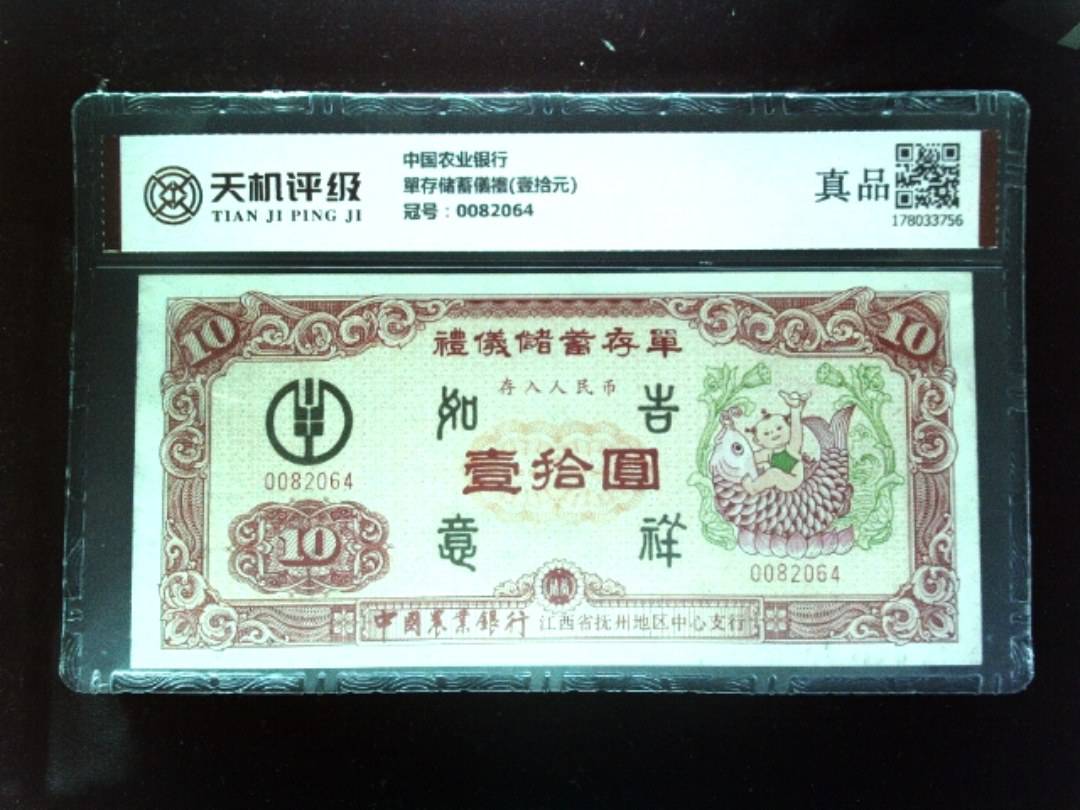 天机评级
TIAN JI PING JI
中国农业银行
單存储蓄儀禮(壹拾元)
冠号：0082064
真品
178033756
10
10
禮儀儲蓄存單
存入人民币
如 吉
壹拾圓
意 祥
0082064
10
0082064
中國農業銀行 江西省抚州地区中心支行